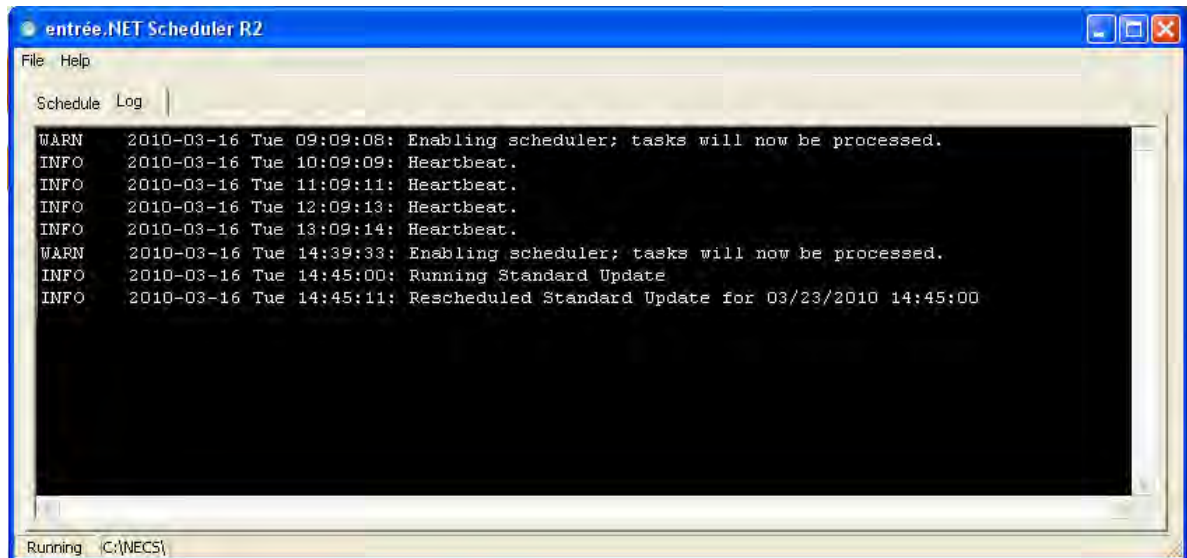 entrée.NET Scheduler R2
File Help
Schedule Log
WARN 2010-03-16 Tue 09:09:08: Enabling scheduler; tasks will now be processed.
INFO 2010-03-16 Tue 10:09:09: Heartbeat.
INFO 2010-03-16 Tue 11:09:11: Heartbeat.
INFO 2010-03-16 Tue 12:09:13: Heartbeat.
INFO 2010-03-16 Tue 13:09:14: Heartbeat.
WARN 2010-03-16 Tue 14:39:33: Enabling scheduler; tasks will now be processed.
INFO 2010-03-16 Tue 14:45:00: Running Standard Update
INFO 2010-03-16 Tue 14:45:11: Rescheduled Standard Update for 03/23/2010 14:45:00
Running C:\NECS\